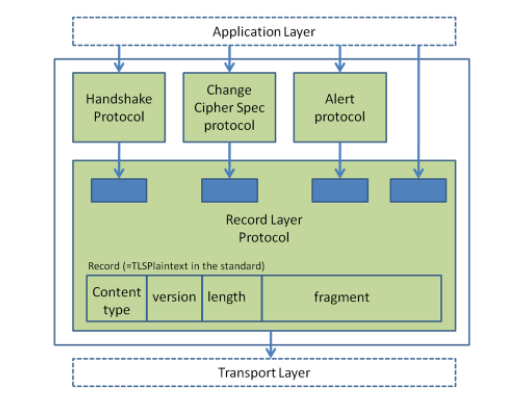 Application Layer
Handshake
Protocol
Change
Cipher Spec
protocol
Alert
protocol
Record Layer
Protocol
Record (=TLSPlaintext in the standard)
Content
type
version
length
fragment
Transport Layer